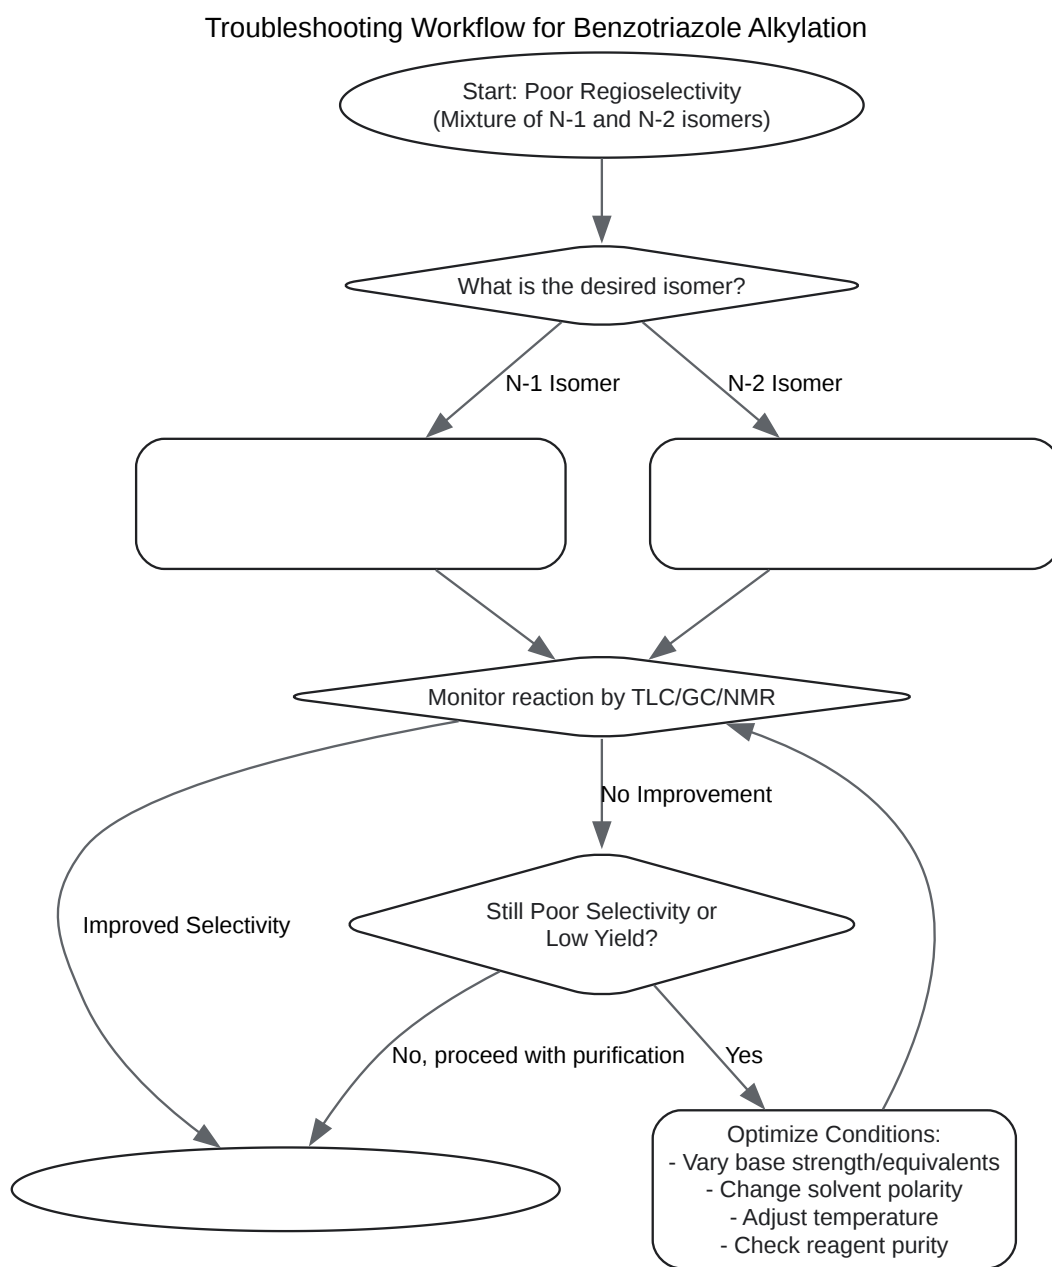 Troubleshooting Workflow for Benzotriazole Alkylation
Start: Poor Regioselectivity
(Mixture of N-1 and N-2 isomers)
What is the desired isomer?
N-1 Isomer
N-2 Isomer
Monitor reaction by TLC/GC/NMR
No Improvement
Improved Selectivity
Still Poor Selectivity or
Low Yield?
No, proceed with purification
Yes
Optimize Conditions:
- Vary base strength/equivalents
- Change solvent polarity
- Adjust temperature
- Check reagent purity